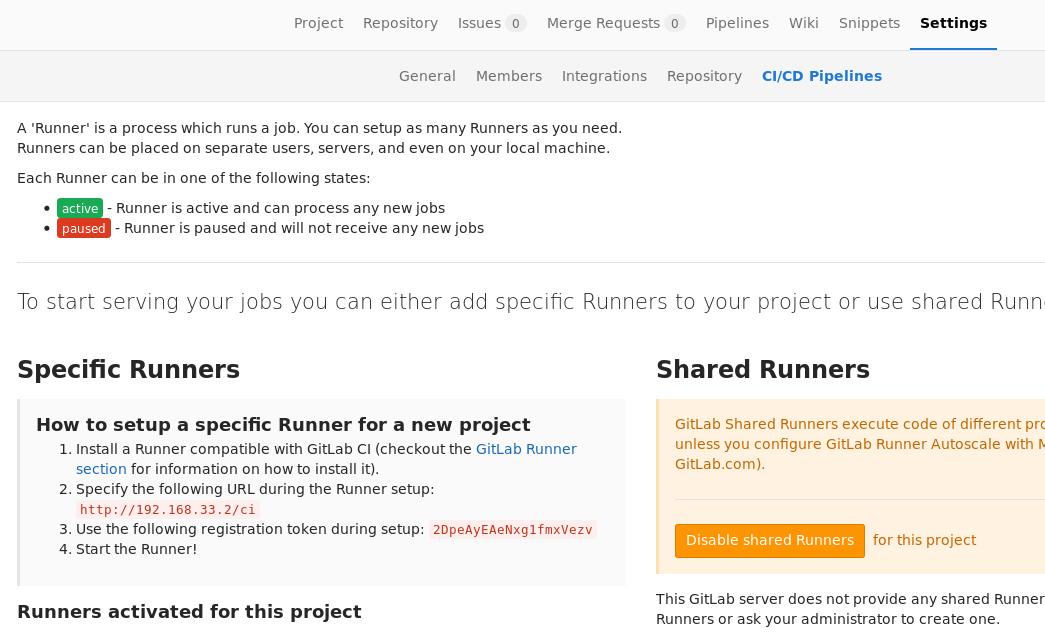 Project Repository Issues 0 Merge Requests 0 Pipelines Wiki Snippets Settings
General Members Integrations Repository CI/CD Pipelines
A 'Runner' is a process which runs a job. You can setup as many Runners as you need.
Runners can be placed on separate users, servers, and even on your local machine.
Each Runner can be in one of the following states:
• active - Runner is active and can process any new jobs
• paused - Runner is paused and will not receive any new jobs
To start serving your jobs you can either add specific Runners to your project or use shared
Specific Runners
How to setup a specific Runner for a new project
1. Install a Runner compatible with GitLab CI (checkout the GitLab Runner
section for information on how to install it).
2. Specify the following URL during the Runner setup:
http://192.168.33.2/ci
3. Use the following registration token during setup: 2DpeAyEAeNxg1fmxVezv
4. Start the Runner!
Runners activated for this project
Shared Runners
GitLab Shared Runners execute code of different
unless you configure GitLab Runner Autoscale with
GitLab.com).
Disable shared Runners for this project
This GitLab server does not provide any shared Runner
Runners or ask your administrator to create one.